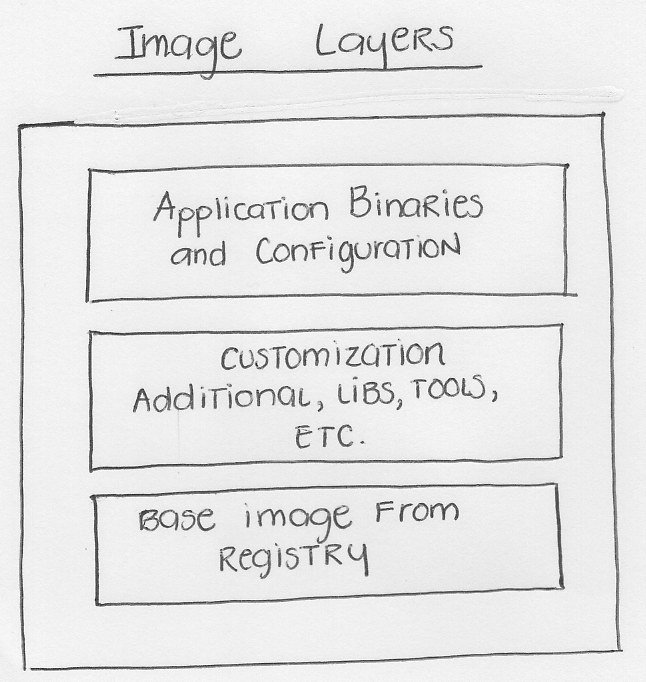 Image Layers
Application Binaries
and Configuration
Customization
Additional, Libs, Tools,
Etc.
Base image From
Registry